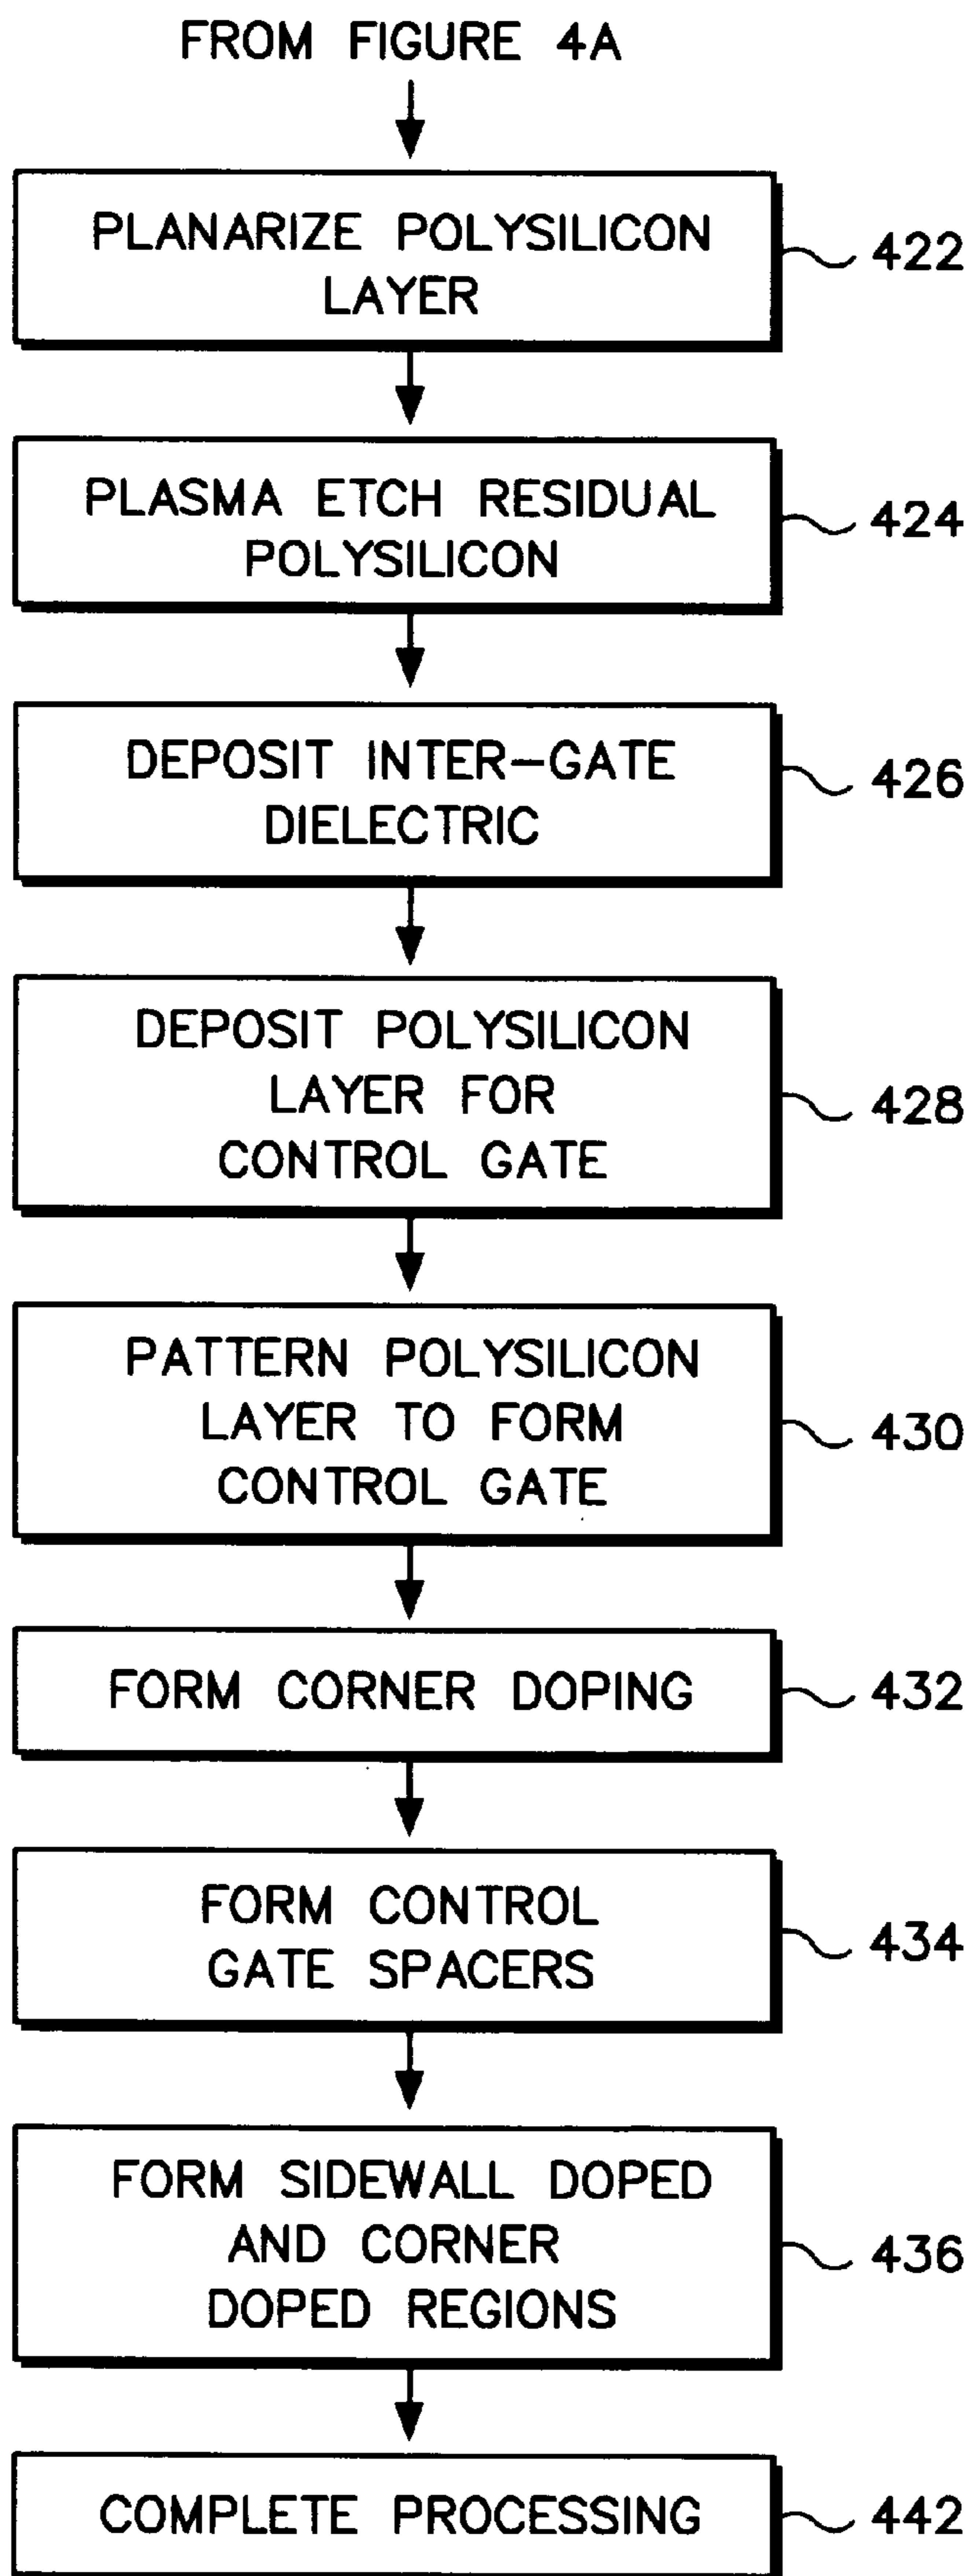 FROM FIGURE 4A
PLANARIZE POLYSILICON
LAYER
422
PLASMA ETCH RESIDUAL
POLYSILICON
424
DEPOSIT INTER-GATE
DIELECTRIC
426
DEPOSIT POLYSILICON
LAYER FOR
CONTROL GATE
428
PATTERN POLYSILICON
LAYER TO FORM
CONTROL GATE
430
FORM CORNER DOPING
432
FORM CONTROL
GATE SPACERS
434
FORM SIDEWALL DOPED
AND CORNER
DOPED REGIONS
436
COMPLETE PROCESSING
442